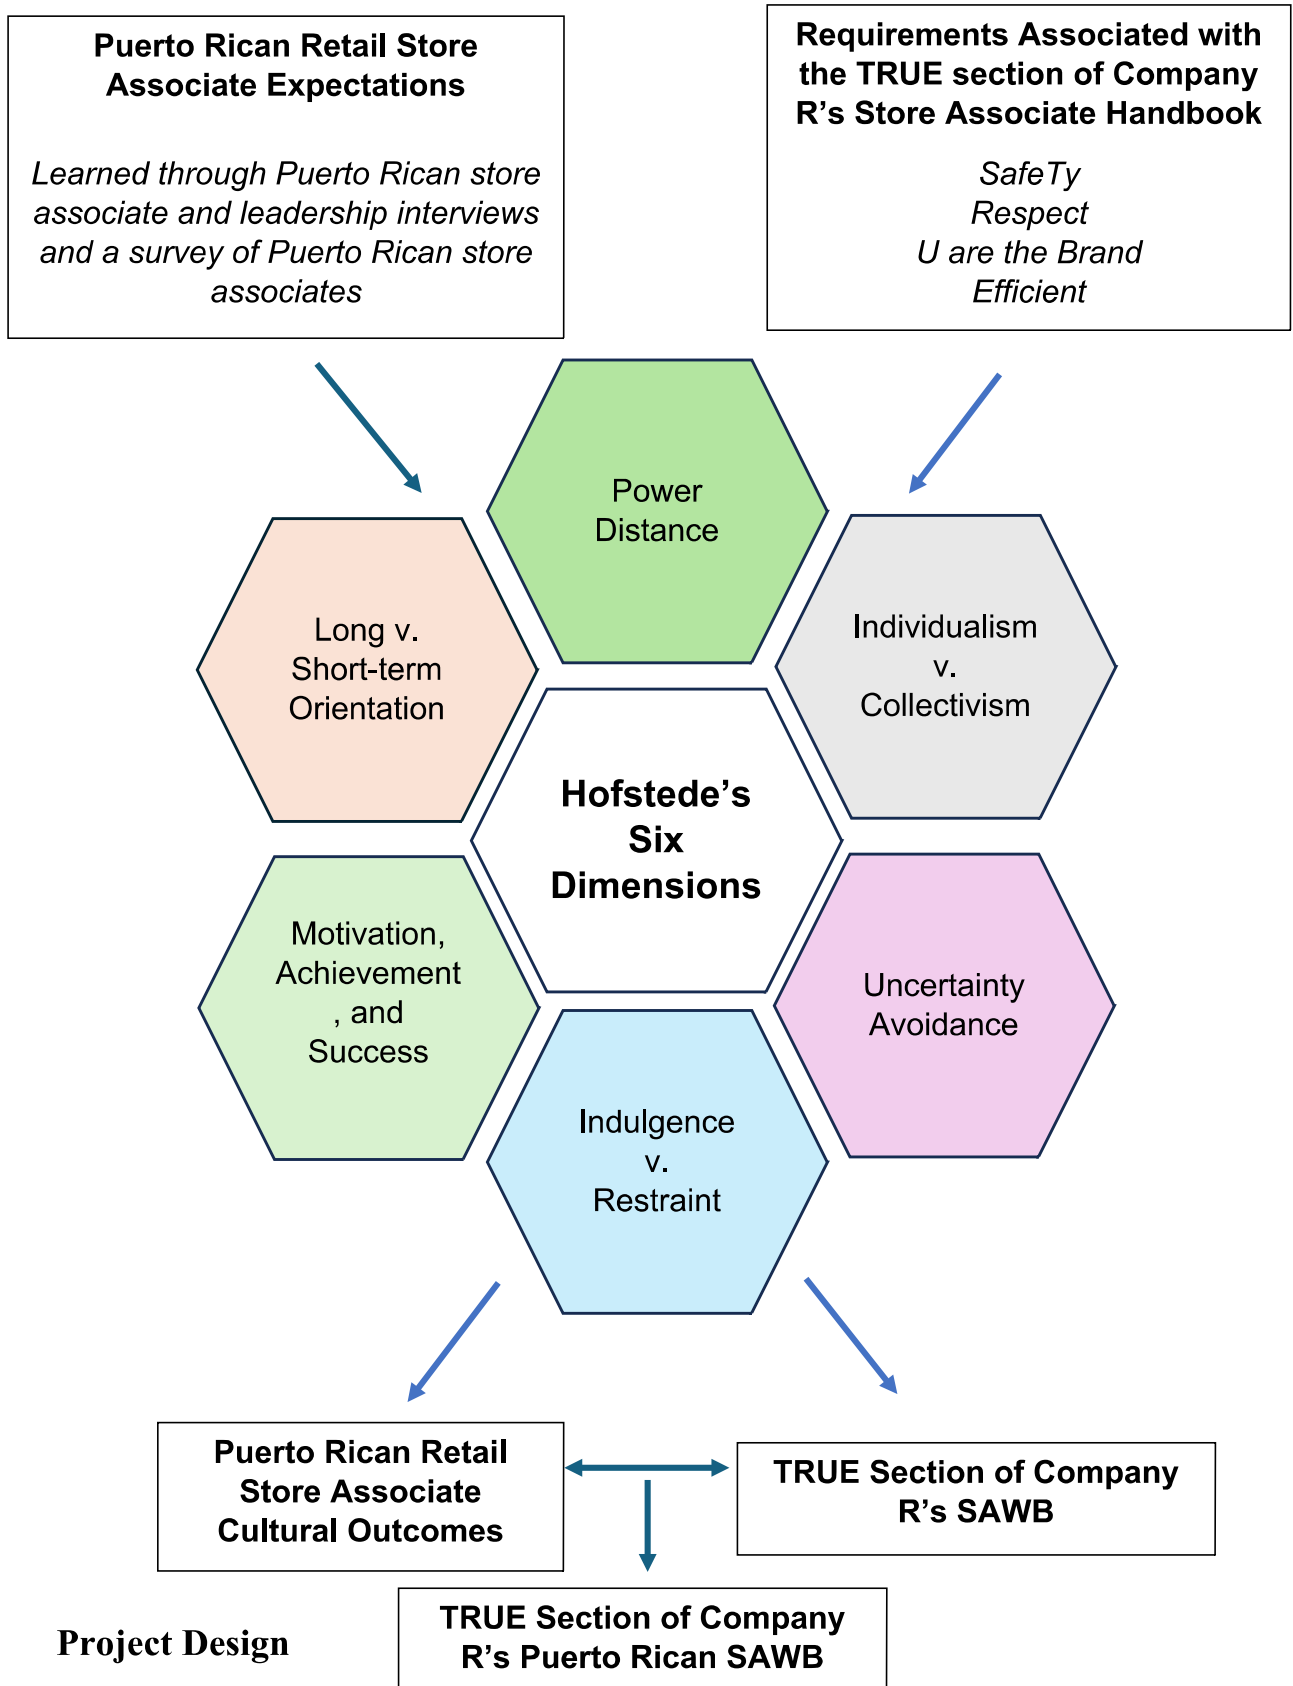 Puerto Rican Retail Store
Associate Expectations
Learned through Puerto Rican store
associate and leadership interviews
and a survey of Puerto Rican store
associates
Requirements Associated with
the TRUE section of Company
R’s Store Associate Handbook
SafeTy
Respect
U are the Brand
Efficient
Power
Distance
Long v.
Short-term
Orientation
Individualism
v.
Collectivism
Hofstede’s
Six
Dimensions
Motivation,
Achievement
, and
Success
Uncertainty
Avoidance
Indulgence
v.
Restraint
Puerto Rican Retail
Store Associate
Cultural Outcomes
TRUE Section of Company
R’s SAWB
TRUE Section of Company
R’s Puerto Rican SAWB
Project Design